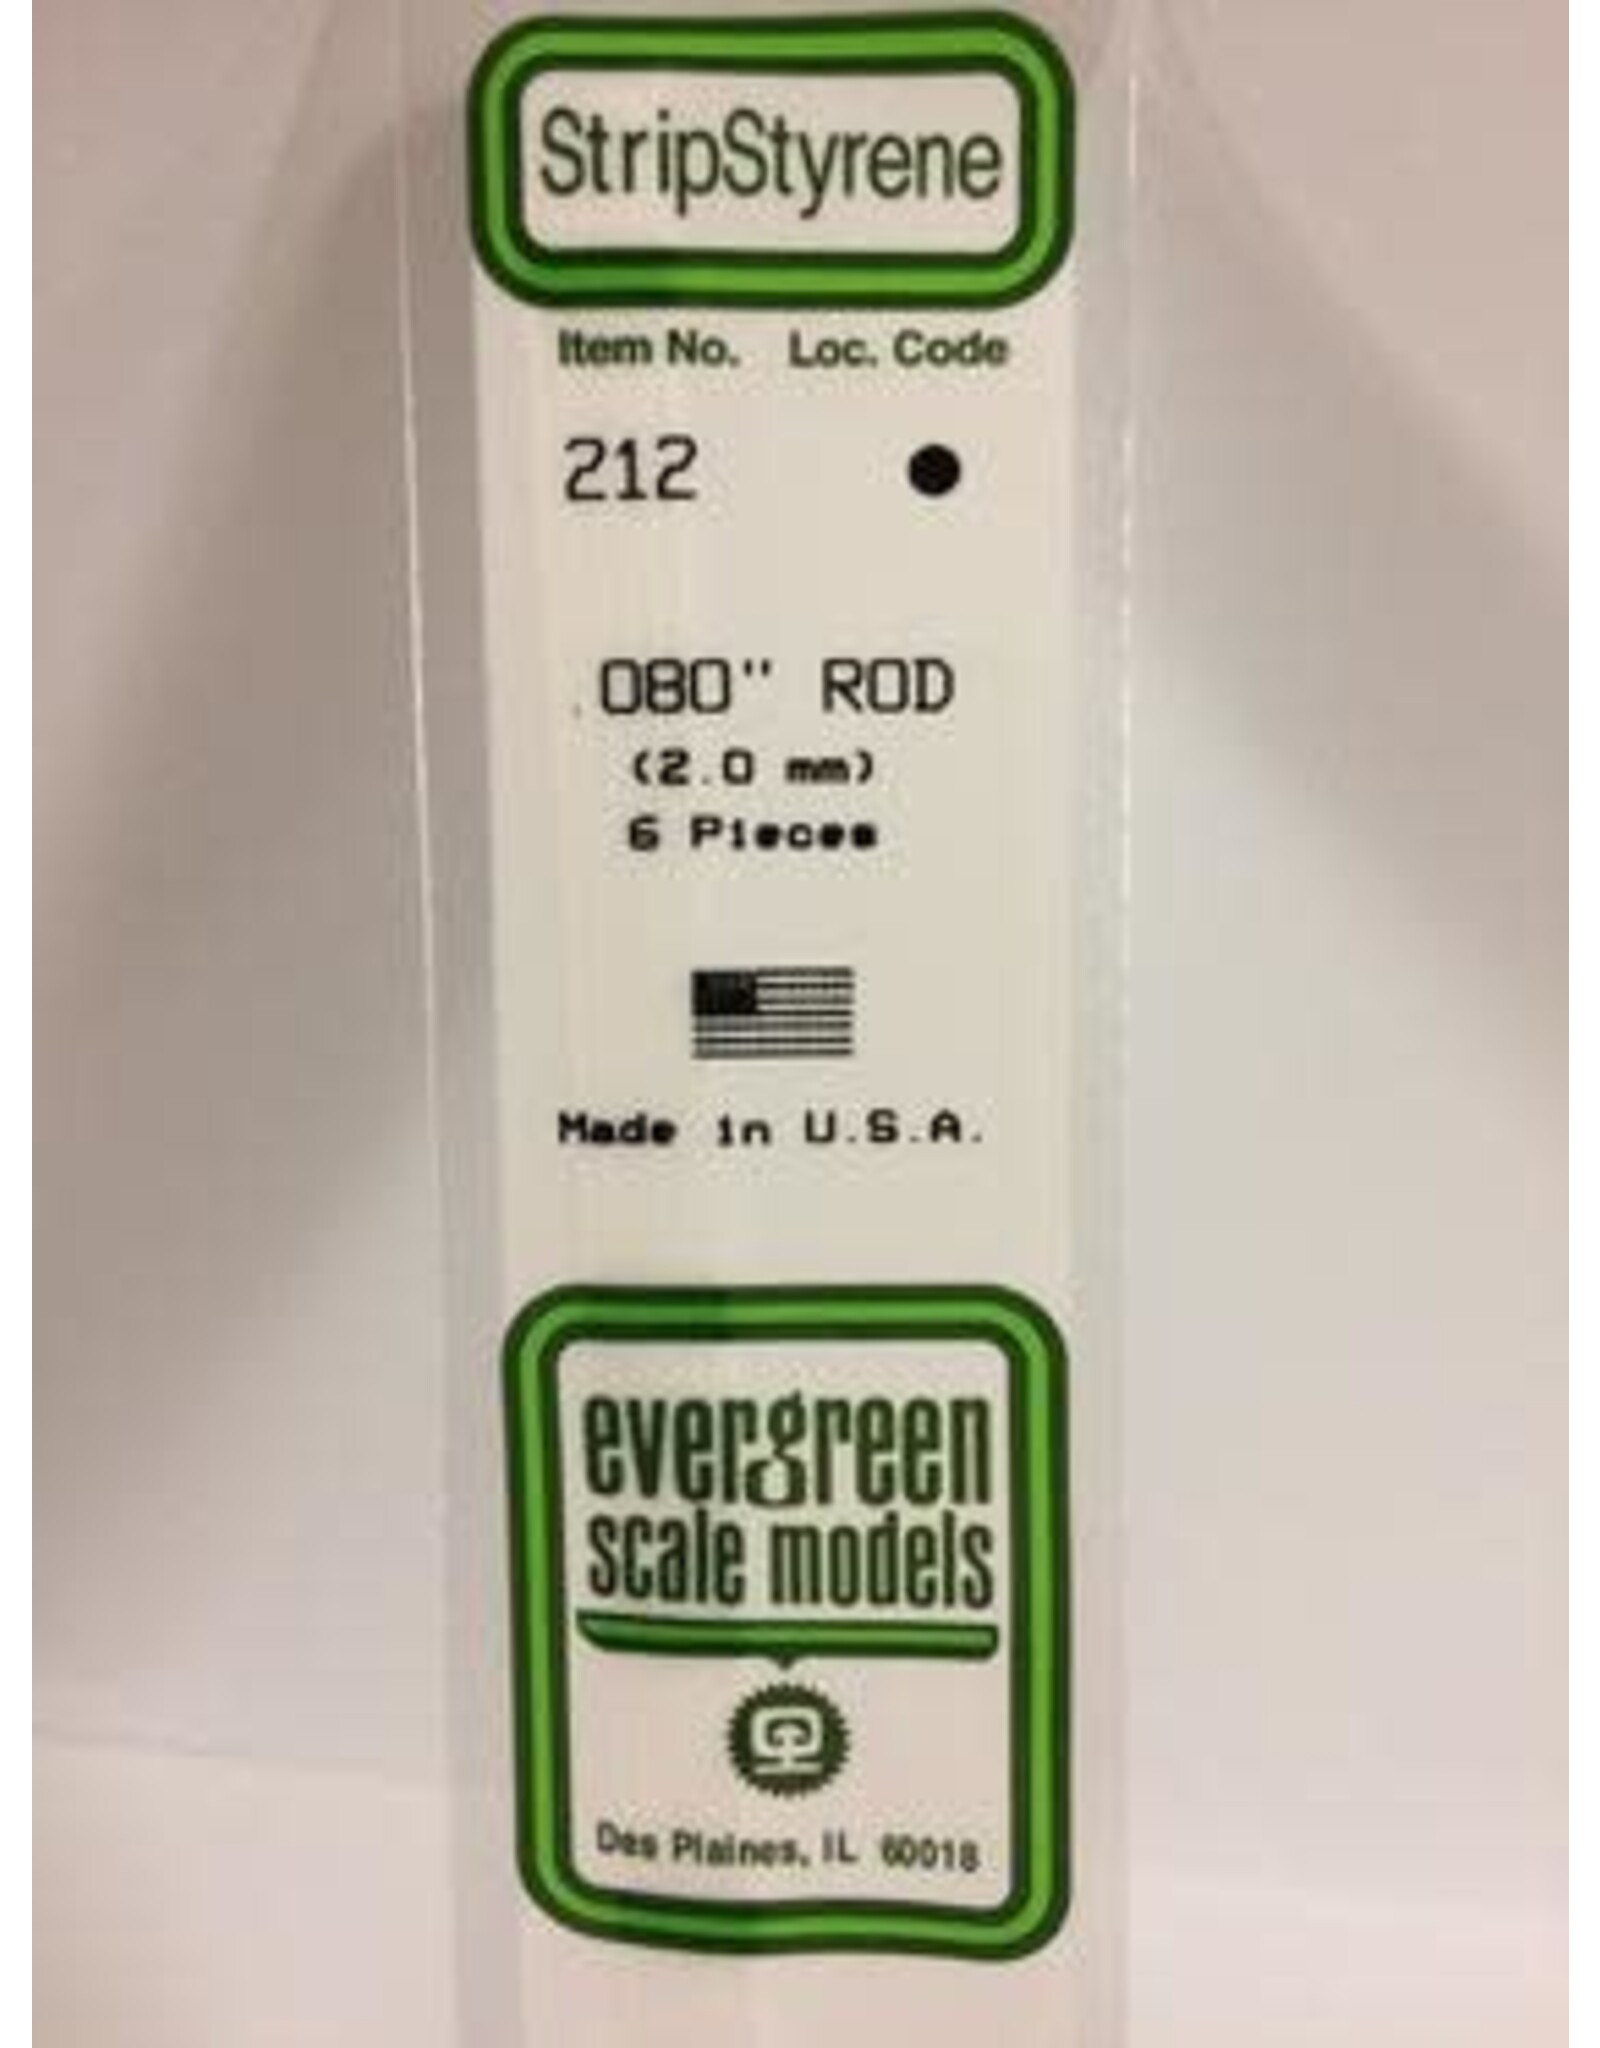 StripStyrene
Item No. Loc. Code
212 ●
.080" ROD
(2.0 mm)
6 Pieces
Made in U.S.A.
evergreen
scale models
Des Plaines, IL 60018